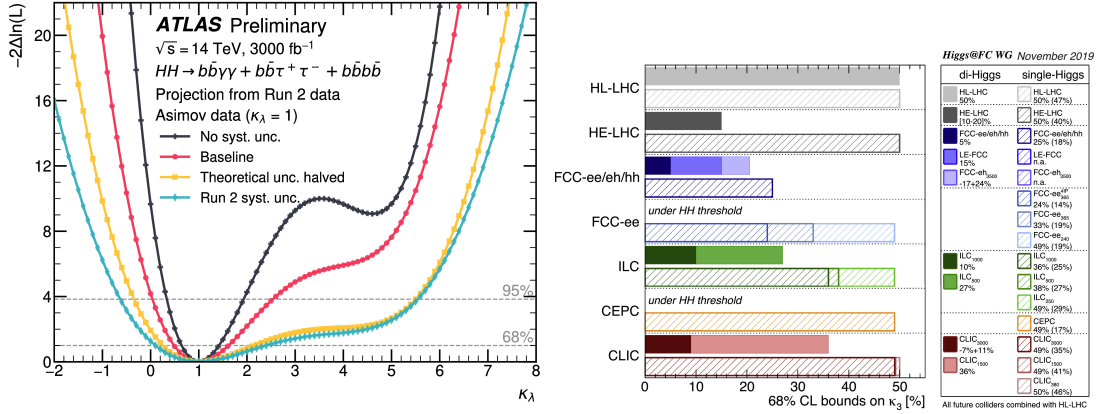 ATLAS Preliminary
√s = 14 TeV, 3000 fb⁻¹
HH → bb̄γγ + bb̄τ⁺τ⁻ + bb̄bb̄
Projection from Run 2 data
Asimov data (κλ = 1)
No syst. unc.
Baseline
Theoretical unc. halved
Run 2 syst. unc.
-2Δln(L)
20
16
12
8
4
0
95%
68%
−2 −1 0 1 2 3 4 5 6 7 8
κλ
HL-LHC
HE-LHC
FCC-ee/eh/hh
under HH threshold
FCC-ee
ILC
under HH threshold
CEPC
CLIC
0 10 20 30 40 50
68% CL bounds on κ₃ [%]
Higgs@FC WG November 2019
di-Higgs single-Higgs
HL-LHC HL-LHC
50% 50% (47%)
HE-LHC HE-LHC
[10-20]% 50% (40%)
FCC-ee/eh/hh FCC-ee/eh/hh
5% 25% (18%)
LE-FCC LE-FCC
15% n.a.
FCC-eh₃₅₀₀ FCC-eh₃₅₀₀
-17+24% n.a.
FCC-ee
24% (14%)
FCC-ee₃₆₅
33% (19%)
FCC-ee₂₄₀
49% (19%)
ILC₁₀₀₀ ILC₁₀₀₀
10% 36% (25%)
ILC₅₀₀ ILC₅₀₀
27% 38% (27%)
ILC₂₅₀
49% (29%)
CEPC
49% (17%)
CLIC₃₀₀₀ CLIC₃₀₀₀
-7%+11% 49% (35%)
CLIC₁₅₀₀ CLIC₁₅₀₀
36% 49% (41%)
CLIC₃₈₀
50% (46%)
All future colliders combined with HL-LHC